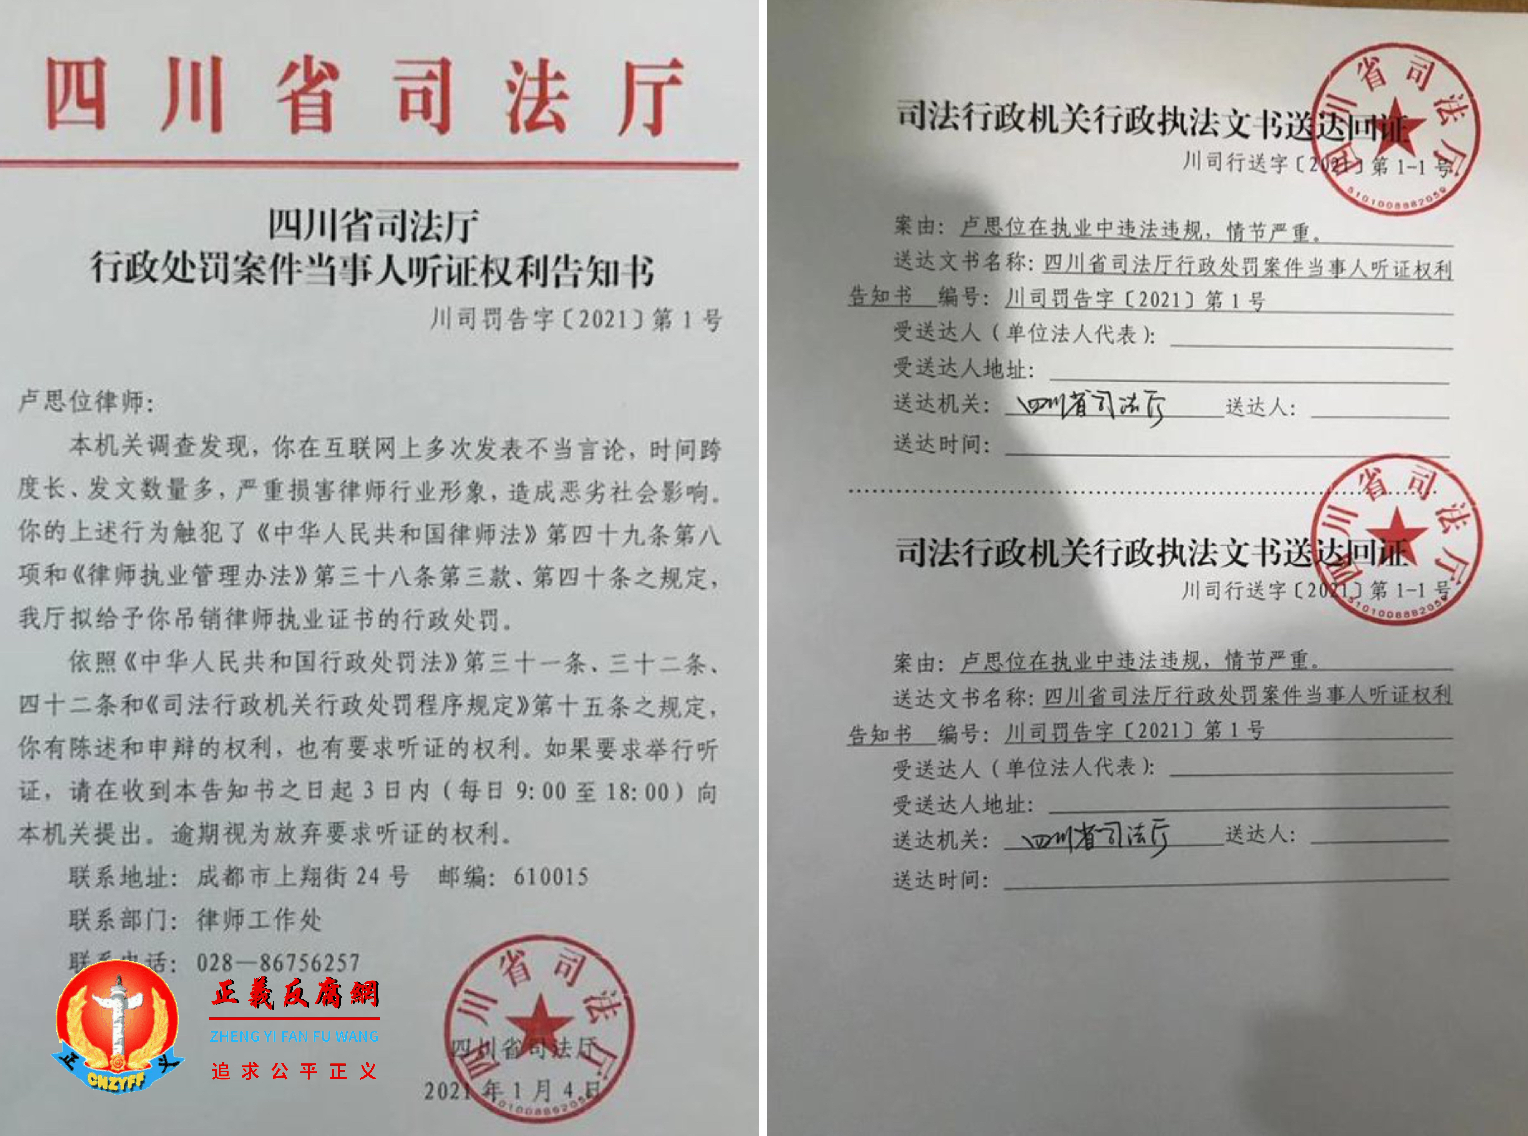 四川省司法厅
四川省司法厅
行政处罚案件当事人听证权利告知书
川司罚告字〔2021〕第1号
卢思位律师：
本机关调查发现，你在互联网上多次发表不当言论，时间跨
度长、发文数量多，严重损害律师行业形象，造成恶劣社会影响。
你的上述行为触犯了《中华人民共和国律师法》第四十九条第八
项和《律师执业管理办法》第三十八条第三款、第四十条之规定，
我厅拟给予你吊销律师执业证书的行政处罚。
依照《中华人民共和国行政处罚法》第三十一条、三十二条、
四十二条和《司法行政机关行政处罚程序规定》第十五条之规定，
你有陈述和申辩的权利，也有要求听证的权利。如果要求举行听
证，请在收到本告知书之日起3日内（每日9:00至18:00）向
本机关提出。逾期视为放弃要求听证的权利。
联系地址：成都市上翔街24号 邮编：610015
联系部门：律师工作处
联系电话：028—86756257
四川省司法厅
2021年1月4日
四川省司法厅
5101008882059
正義反腐網
ZHENG YI FAN FU WANG
追求公平正义
正 义
CNZYFF
司法行政机关行政执法文书送达回证
川司行送字〔2021〕第1-1号
四川省司法厅
5101008882059
案由：卢思位在执业中违法违规，情节严重。
送达文书名称：四川省司法厅行政处罚案件当事人听证权利
告知书 编号：川司罚告字〔2021〕第1号
受送达人（单位法人代表）：
受送达人地址：
送达机关：四川省司法厅 送达人：
送达时间：
司法行政机关行政执法文书送达回证
川司行送字〔2021〕第1-1号
四川省司法厅
5101008882059
案由：卢思位在执业中违法违规，情节严重。
送达文书名称：四川省司法厅行政处罚案件当事人听证权利
告知书 编号：川司罚告字〔2021〕第1号
受送达人（单位法人代表）：
受送达人地址：
送达机关：四川省司法厅 送达人：
送达时间：